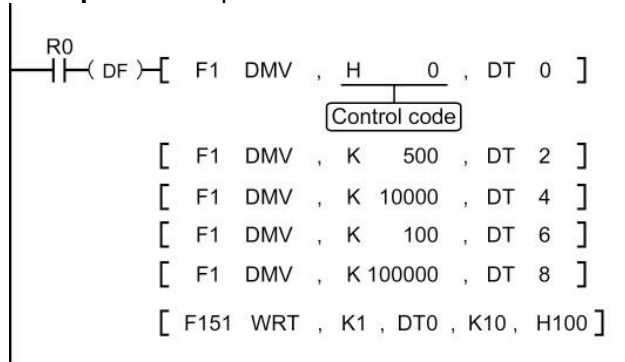 R0
( DF ) [ F1 DMV , H 0 , DT 0 ]
Control code
[ F1 DMV , K 500 , DT 2 ]
[ F1 DMV , K 10000 , DT 4 ]
[ F1 DMV , K 100 , DT 6 ]
[ F1 DMV , K 100000 , DT 8 ]
[ F151 WRT , K1 , DT0 , K10 , H100 ]